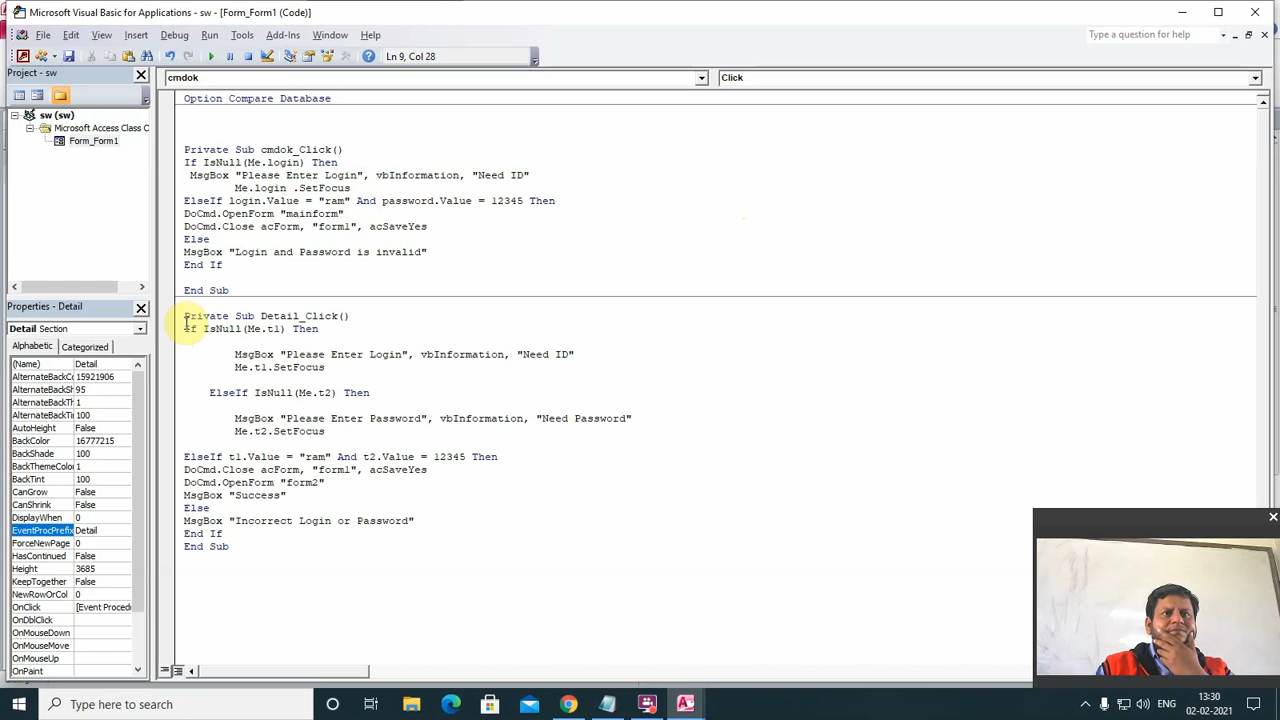 Microsoft Visual Basic for Applications - sw - [Form_Form1 (Code)]
File Edit View Insert Debug Run Tools Add-Ins Window Help
Type a question for help
Ln 9, Col 28
Project - sw
cmdok
Click
sw (sw)
Microsoft Access Class O
Form_Form1
Option Compare Database
Private Sub cmdok_Click()
If IsNull(Me.login) Then
MsgBox "Please Enter Login", vbInformation, "Need ID"
Me.login .SetFocus
ElseIf login.Value = "ram" And password.Value = 12345 Then
DoCmd.OpenForm "mainform"
DoCmd.Close acForm, "form1", acSaveYes
Else
MsgBox "Login and Password is invalid"
End If
End Sub
Private Sub Detail_Click()
If IsNull(Me.t1) Then
MsgBox "Please Enter Login", vbInformation, "Need ID"
Me.t1.SetFocus
ElseIf IsNull(Me.t2) Then
MsgBox "Please Enter Password", vbInformation, "Need Password"
Me.t2.SetFocus
ElseIf t1.Value = "ram" And t2.Value = 12345 Then
DoCmd.Close acForm, "form1", acSaveYes
DoCmd.OpenForm "form2"
MsgBox "Success"
Else
MsgBox "Incorrect Login or Password"
End If
End Sub
Properties - Detail
Detail Section
Alphabetic Categorized
(Name) Detail
AlternateBackCo 15921906
AlternateBackSh 95
AlternateBackTh 1
AlternateBackTin 100
AutoHeight False
BackColor 16777215
BackShade 100
BackThemeColor 1
BackTint 100
CanGrow False
CanShrink False
DisplayWhen 0
EventProcPrefix Detail
ForceNewPage 0
HasContinued False
Height 3685
KeepTogether False
NewRowOrCol 0
OnClick [Event Procedu
OnDblClick
OnMouseDown
OnMouseMove
OnMouseUp
OnPaint
Type here to search
ENG
13:30
02-02-2021